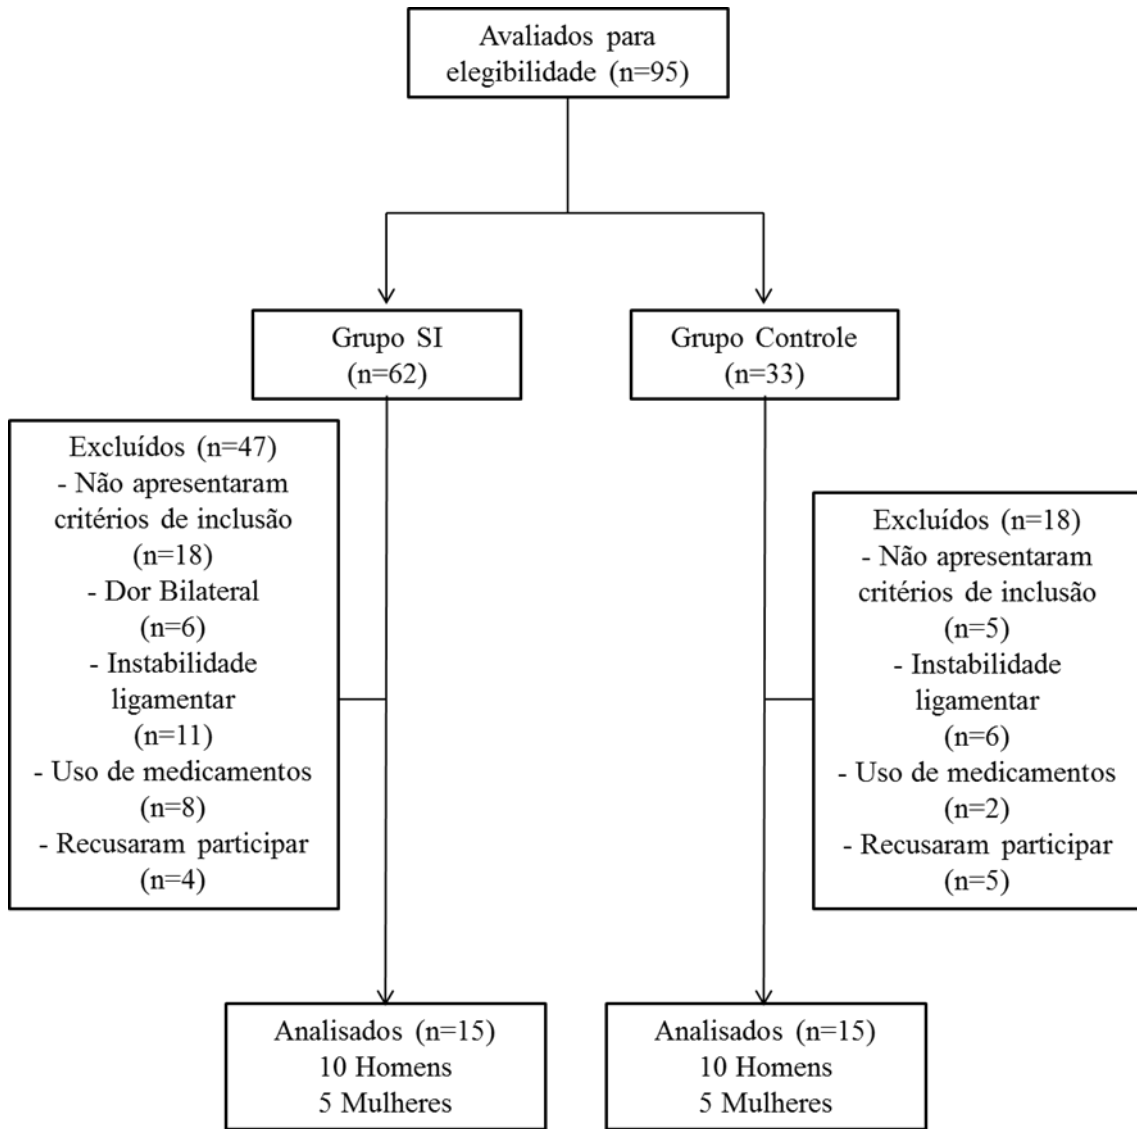 Avaliados para
elegibilidade (n=95)
Grupo SI
(n=62)
Grupo Controle
(n=33)
Excluídos (n=47)
- Não apresentaram
critérios de inclusão
(n=18)
- Dor Bilateral
(n=6)
- Instabilidade
ligamentar
(n=11)
- Uso de medicamentos
(n=8)
- Recusaram participar
(n=4)
Excluídos (n=18)
- Não apresentaram
critérios de inclusão
(n=5)
- Instabilidade
ligamentar
(n=6)
- Uso de medicamentos
(n=2)
- Recusaram participar
(n=5)
Analisados (n=15)
10 Homens
5 Mulheres
Analisados (n=15)
10 Homens
5 Mulheres